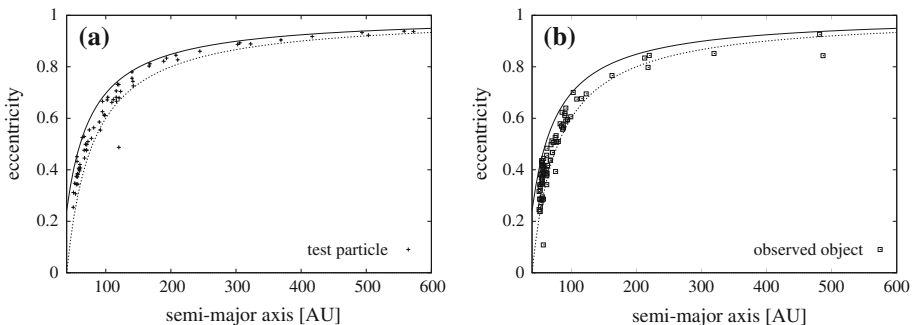 (a)
1
0.8
0.6
0.4
0.2
0
eccentricity
100 200 300 400 500 600
semi-major axis [AU]
test particle
(b)
1
0.8
0.6
0.4
0.2
0
eccentricity
100 200 300 400 500 600
semi-major axis [AU]
observed object